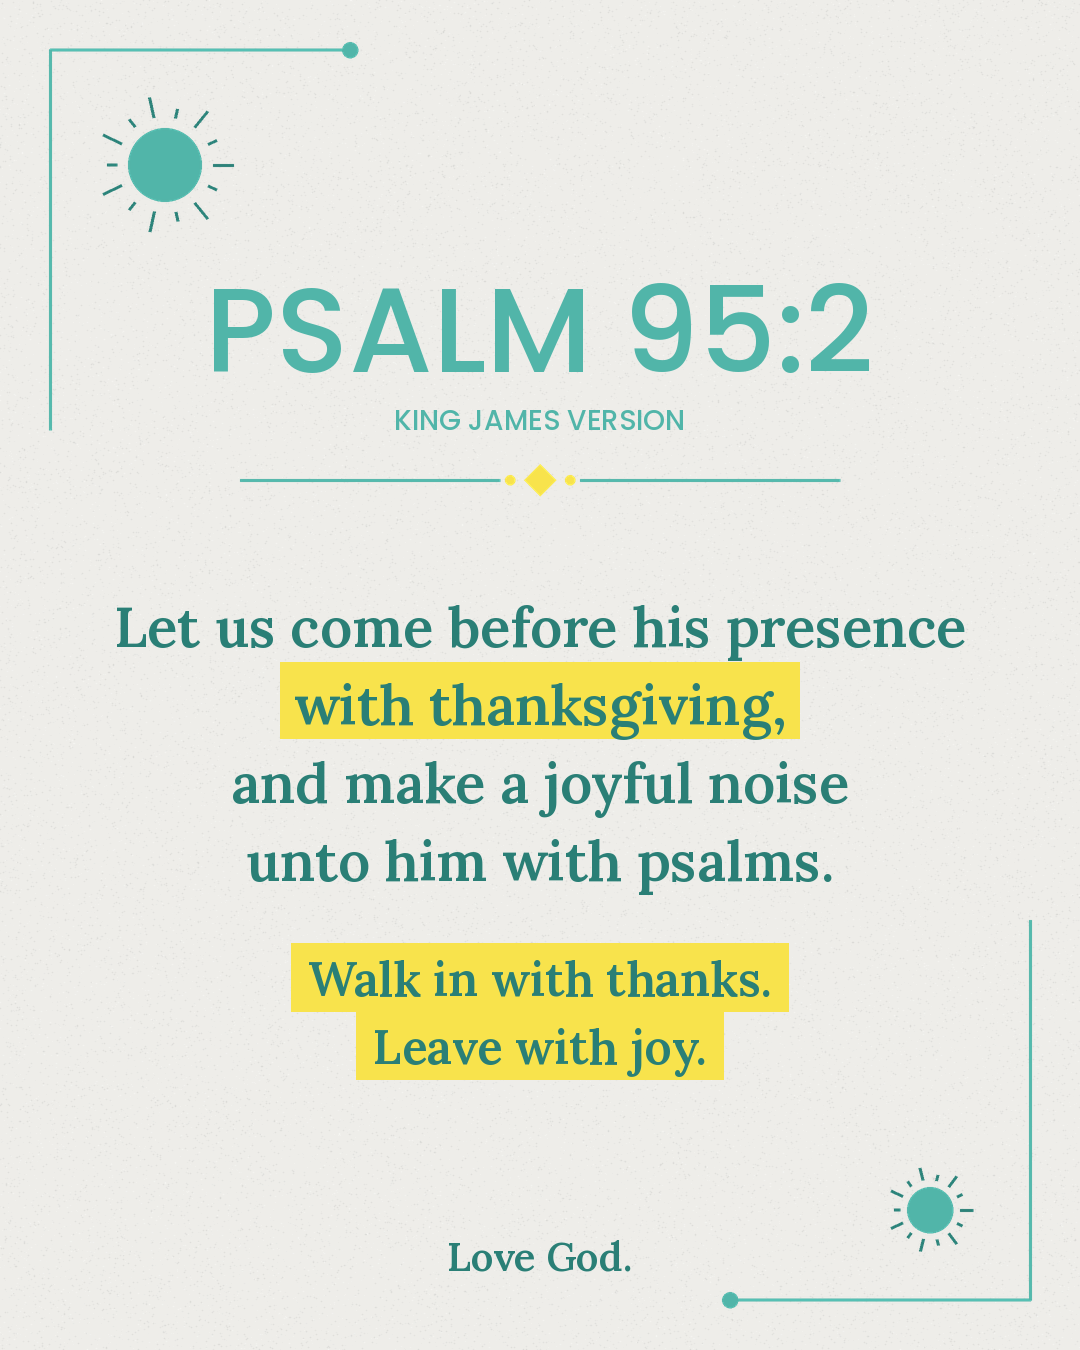 PSALM 95:2
KING JAMES VERSION
Let us come before his presence
with thanksgiving,
and make a joyful noise
unto him with psalms.
Walk in with thanks.
Leave with joy.
Love God.